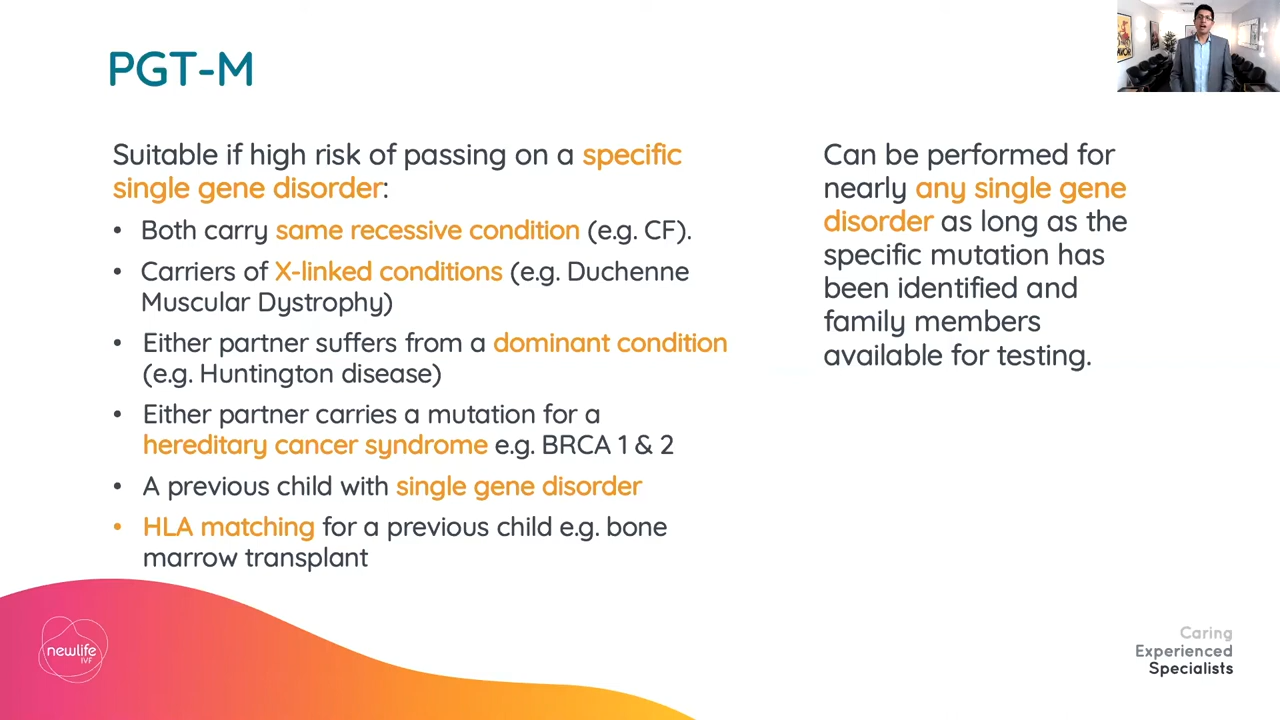 PGT-M
Suitable if high risk of passing on a specific
single gene disorder:
• Both carry same recessive condition (e.g. CF).
• Carriers of X-linked conditions (e.g. Duchenne
Muscular Dystrophy)
• Either partner suffers from a dominant condition
(e.g. Huntington disease)
• Either partner carries a mutation for a
hereditary cancer syndrome e.g. BRCA 1 & 2
• A previous child with single gene disorder
• HLA matching for a previous child e.g. bone
marrow transplant
Can be performed for
nearly any single gene
disorder as long as the
specific mutation has
been identified and
family members
available for testing.
newlife
IVF
Caring
Experienced
Specialists